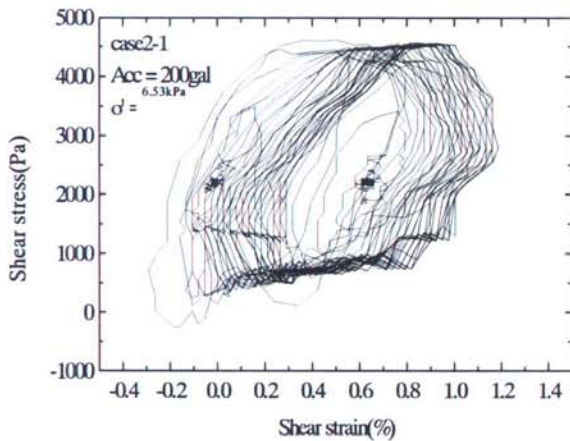 5000
case2-1
4000
Acc = 200gal
6.53kPa
σ' =
3000
2000
1000
0
-1000
Shear stress(Pa)
-0.4 -0.2 0.0 0.2 0.4 0.6 0.8 1.0 1.2 1.4
Shear strain(%)